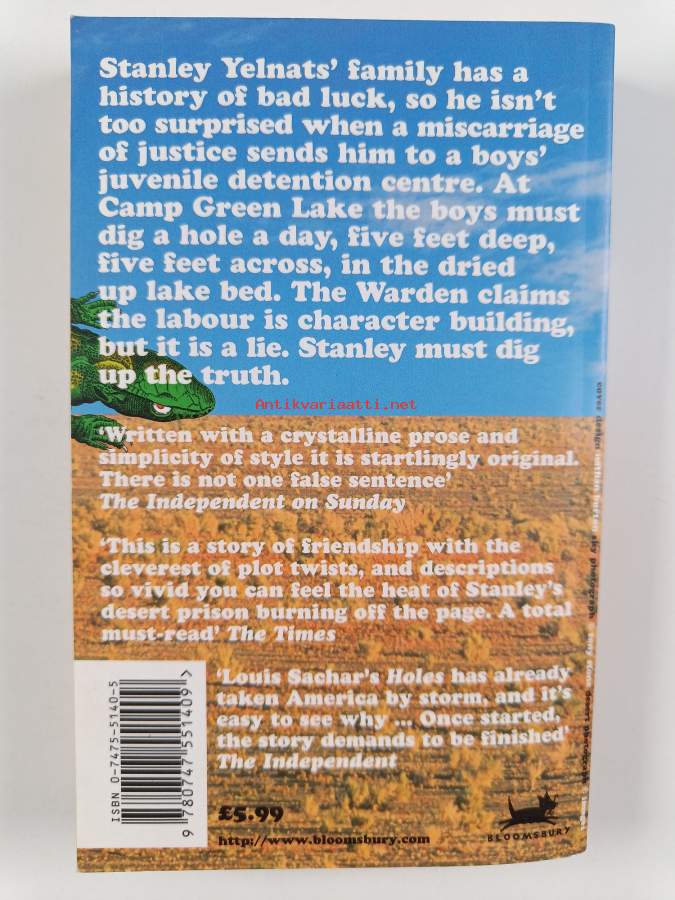 Stanley Yelnats' family has a
history of bad luck, so he isn't
too surprised when a miscarriage
of justice sends him to a boys'
juvenile detention centre. At
Camp Green Lake the boys must
dig a hole a day, five feet deep,
five feet across, in the dried
up lake bed. The Warden claims
the labour is character building,
but it is a lie. Stanley must dig
up the truth.
Antikvariaatti.net
'Written with a crystalline prose and
simplicity of style it is startlingly original.
There is not one false sentence'
The Independent on Sunday
'This is a story of friendship with the
cleverest of plot twists, and descriptions
so vivid you can feel the heat of Stanley's
desert prison burning off the page. A total
must-read' The Times
'Louis Sachar's Holes has already
taken America by storm, and it's
easy to see why ... Once started,
the story demands to be finished'
The Independent
ISBN 0-7475-5140-5
9 780747 551409 >
£5.99
http://www.bloomsbury.com
BLOOMSBURY
cover design sky photograph tony stone desert